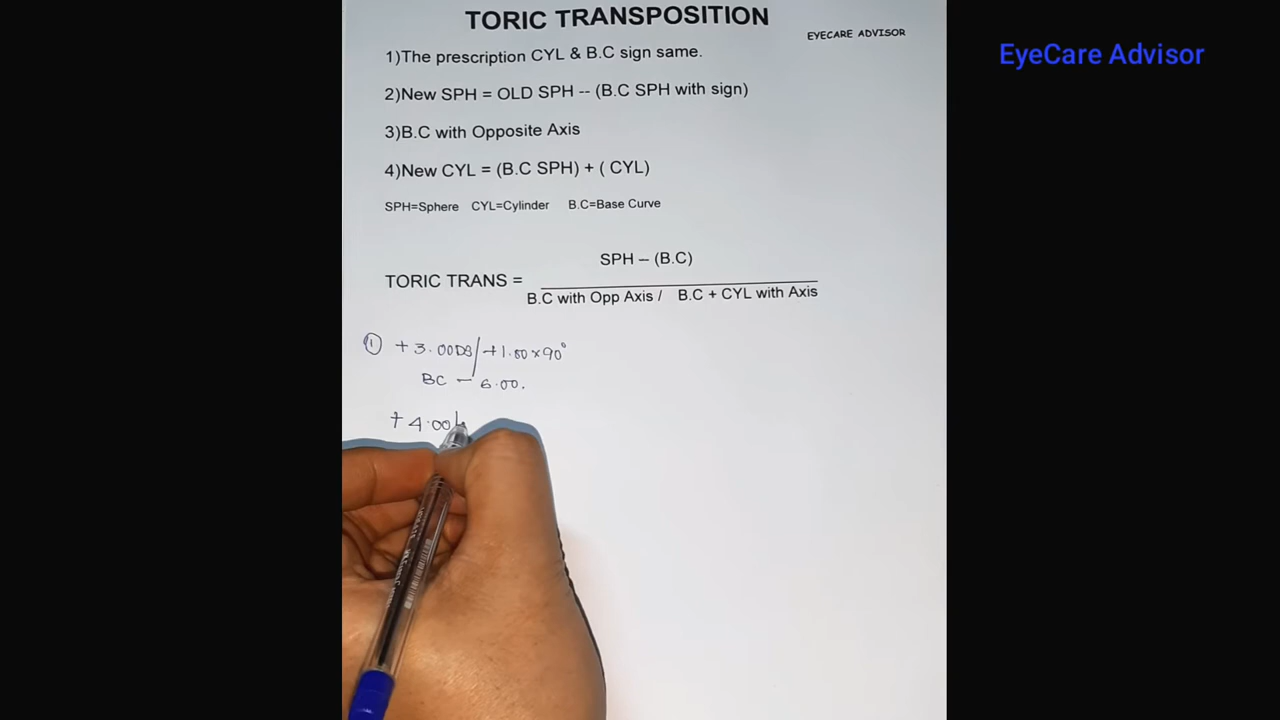 TORIC TRANSPOSITION
EYECARE ADVISOR
EyeCare Advisor
1)The prescription CYL & B.C sign same.
2)New SPH = OLD SPH -- (B.C SPH with sign)
3)B.C with Opposite Axis
4)New CYL = (B.C SPH) + ( CYL)
SPH=Sphere CYL=Cylinder B.C=Base Curve
SPH – (B.C)
TORIC TRANS =
B.C with Opp Axis / B.C + CYL with Axis
① +3.00DS/+1.00×90°
BC – 6.00.
+4.00